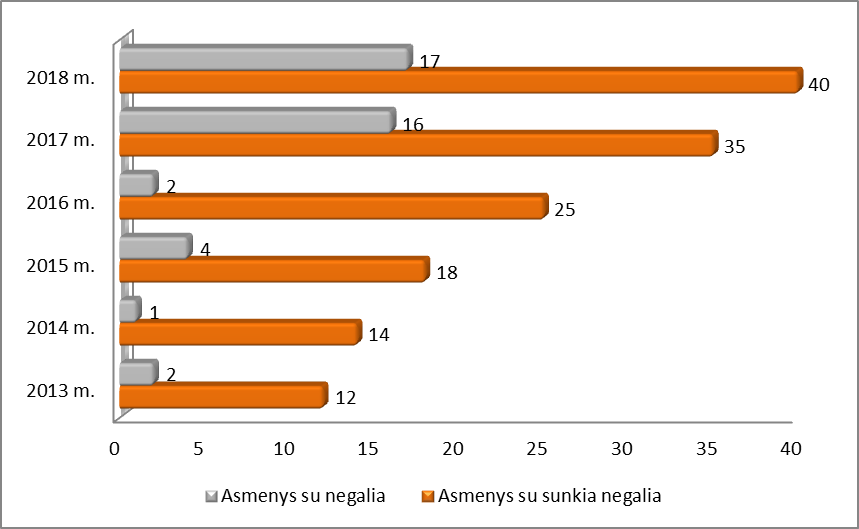 17
2018 m.
40
16
2017 m.
35
2
2016 m.
25
4
2015 m.
18
1
2014 m.
14
2
2013 m.
12
0 5 10 15 20 25 30 35 40
Asmenys su negalia Asmenys su sunkia negalia